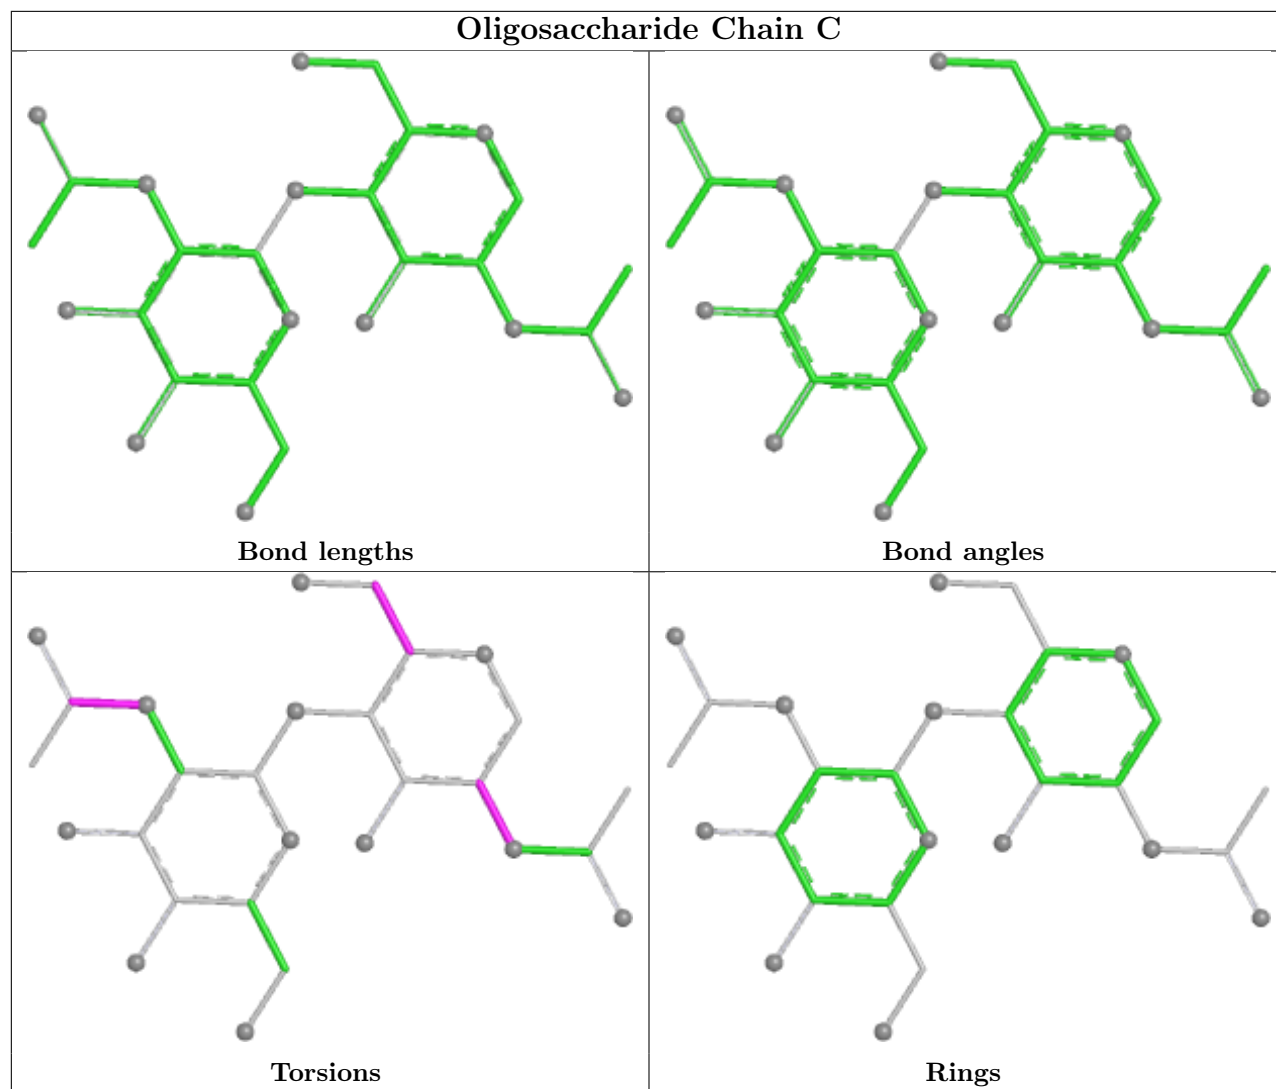 Oligosaccharide Chain C
Bond lengths
Bond angles
Torsions
Rings